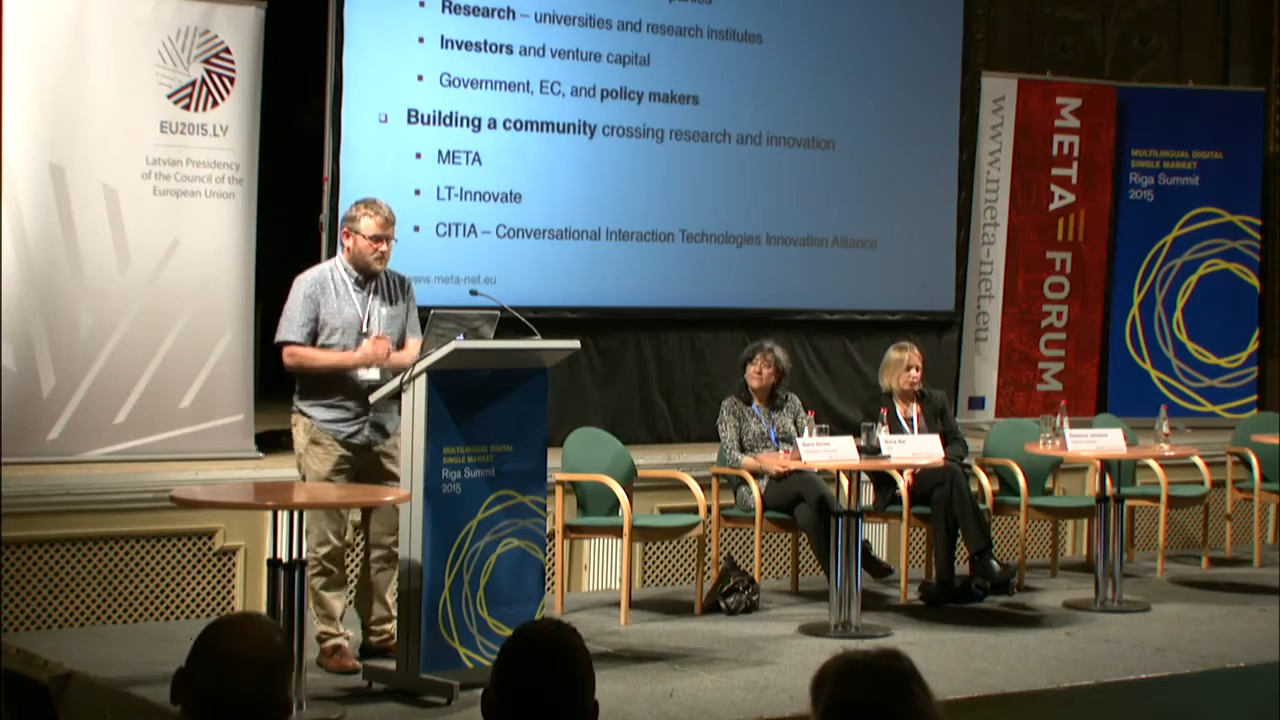 Research – universities and research institutes
Investors and venture capital
Government, EC, and policy makers
Building a community crossing research and innovation
META
LT-Innovate
CITIA – Conversational Interaction Technologies Innovation Alliance
www.meta-net.eu
EU2015.LV
Latvian Presidency
of the Council of the
European Union
www.meta-net.eu
META FORUM
MULTILINGUAL DIGITAL
SINGLE MARKET
Riga Summit
2015
MULTILINGUAL DIGITAL
SINGLE MARKET
Riga Summit
2015